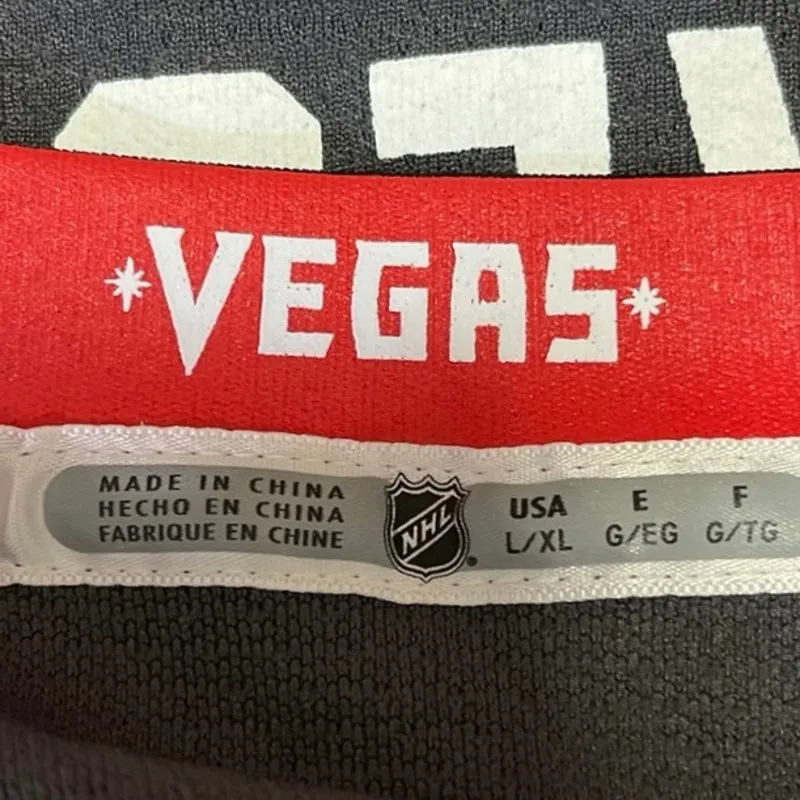 *VEGAS*
MADE IN CHINA
HECHO EN CHINA
FABRIQUE EN CHINE
NHL
USA E F
L/XL G/EG G/TG